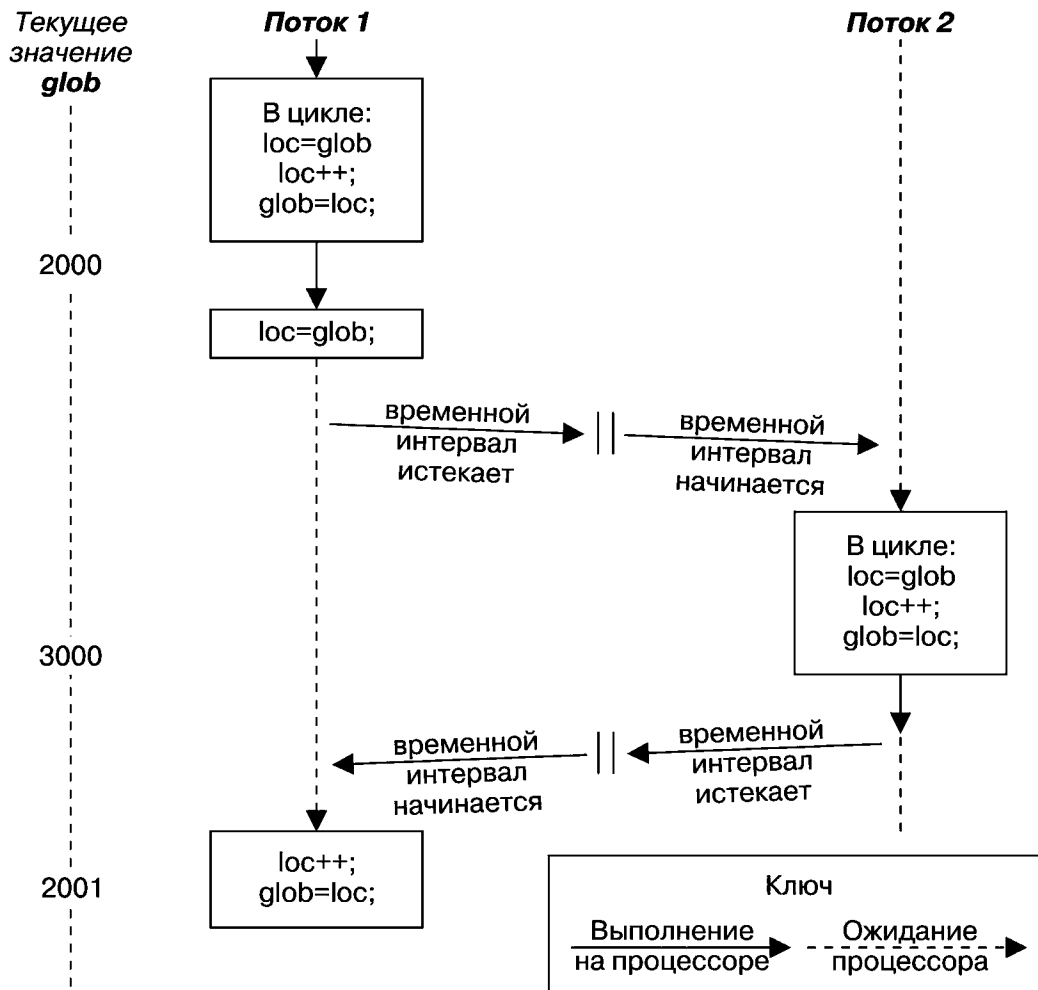 Текущее
значение
glob
Поток 1
Поток 2
В цикле:
loc=glob
loc++;
glob=loc;
2000
loc=glob;
временной
интервал
истекает
временной
интервал
начинается
В цикле:
loc=glob
loc++;
glob=loc;
3000
временной
интервал
начинается
временной
интервал
истекает
loc++;
glob=loc;
2001
Ключ
Выполнение
на процессоре
Ожидание
процессора